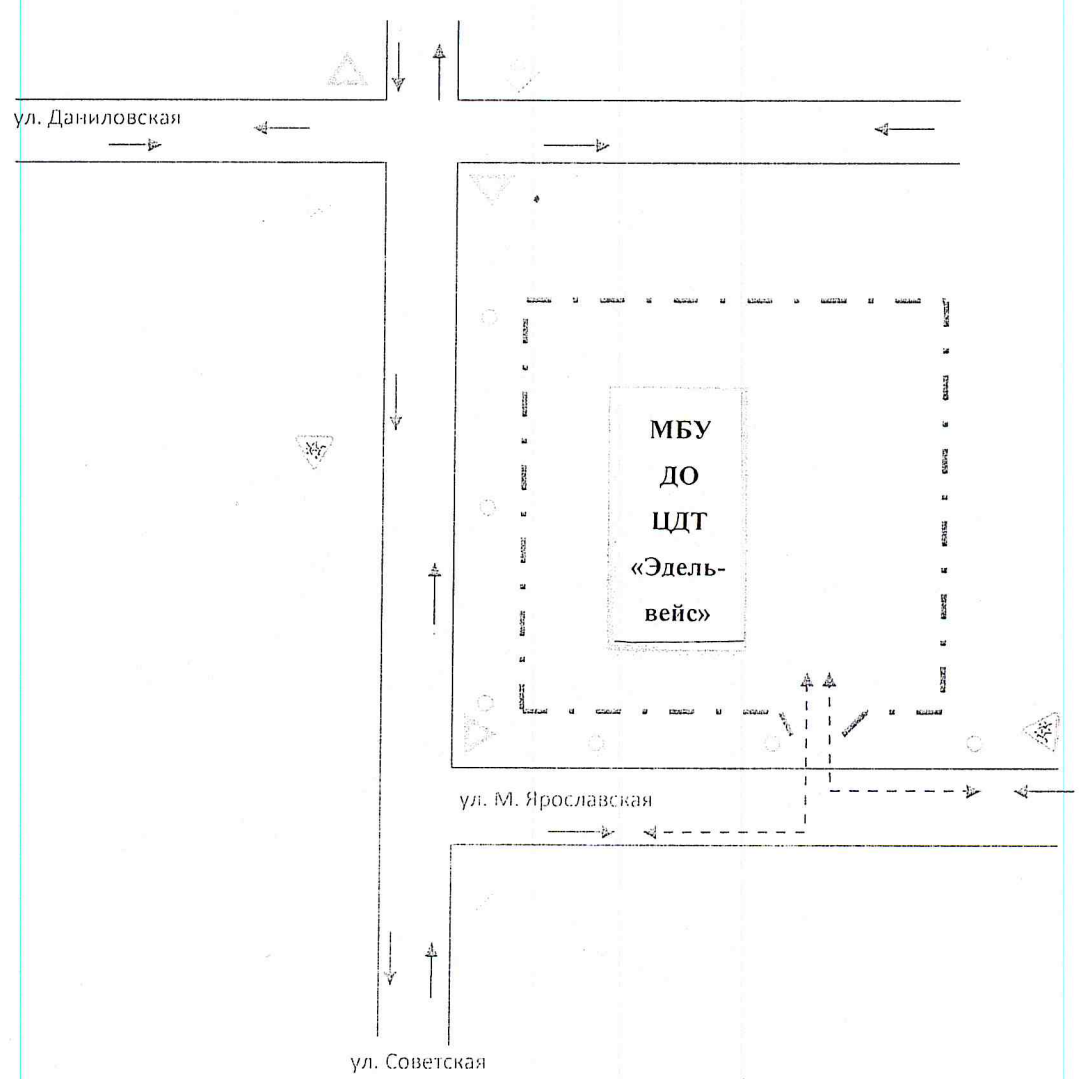 ул. Даниловская
МБУ
ДО
ЦДТ
«Эдель-
вейс»
ул. М. Ярославская
ул. Советская